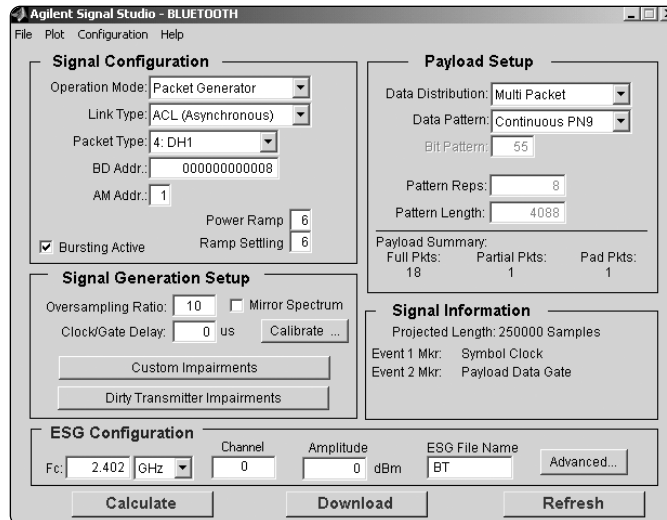 Agilent Signal Studio - BLUETOOTH
File Plot Configuration Help
Signal Configuration
Operation Mode: Packet Generator
Link Type: ACL (Asynchronous)
Packet Type: 4: DH1
BD Addr.: 000000000008
AM Addr.: 1
Power Ramp 6
Bursting Active Ramp Settling 6
Payload Setup
Data Distribution: Multi Packet
Data Pattern: Continuous PN9
Bit Pattern: 55
Pattern Reps: 8
Pattern Length: 4088
Payload Summary:
Full Pkts: Partial Pkts: Pad Pkts:
18 1 1
Signal Generation Setup
Oversampling Ratio: 10 Mirror Spectrum
Clock/Gate Delay: 0 us Calibrate ...
Custom Impairments
Dirty Transmitter Impairments
Signal Information
Projected Length: 250000 Samples
Event 1 Mkr: Symbol Clock
Event 2 Mkr: Payload Data Gate
ESG Configuration
Channel Amplitude ESG File Name
Fc: 2.402 GHz 0 0 dBm BT Advanced...
Calculate Download Refresh